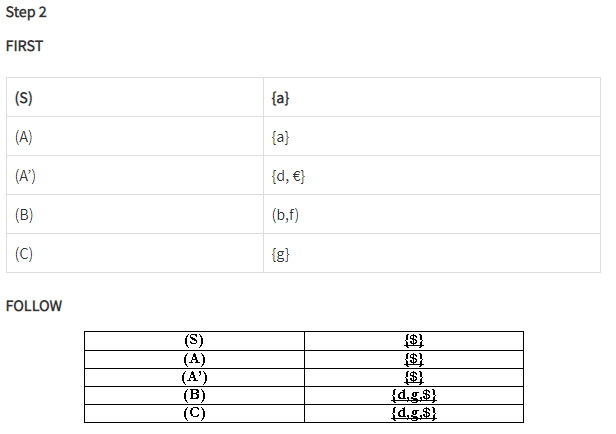 Step 2
FIRST
(S) {a}
(A) {a}
(A') {d, €}
(B) (b,f)
(C) {g}
FOLLOW
(S) {$}
(A) {$}
(A') {$}
(B) {d,g,$}
(C) {d,g,$}